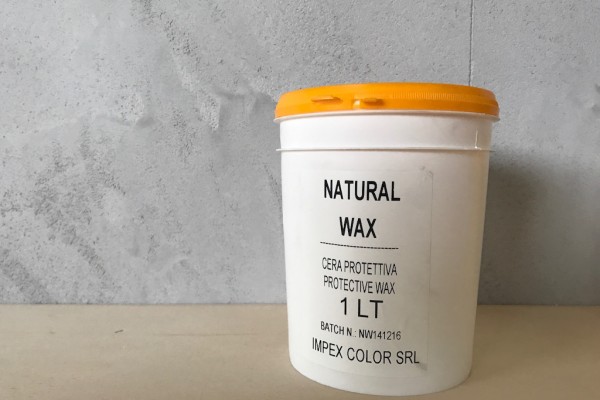 NATURAL
WAX
CERA PROTETTIVA
PROTECTIVE WAX
1 LT
BATCH N : NW141216
IMPEX COLOR SRL